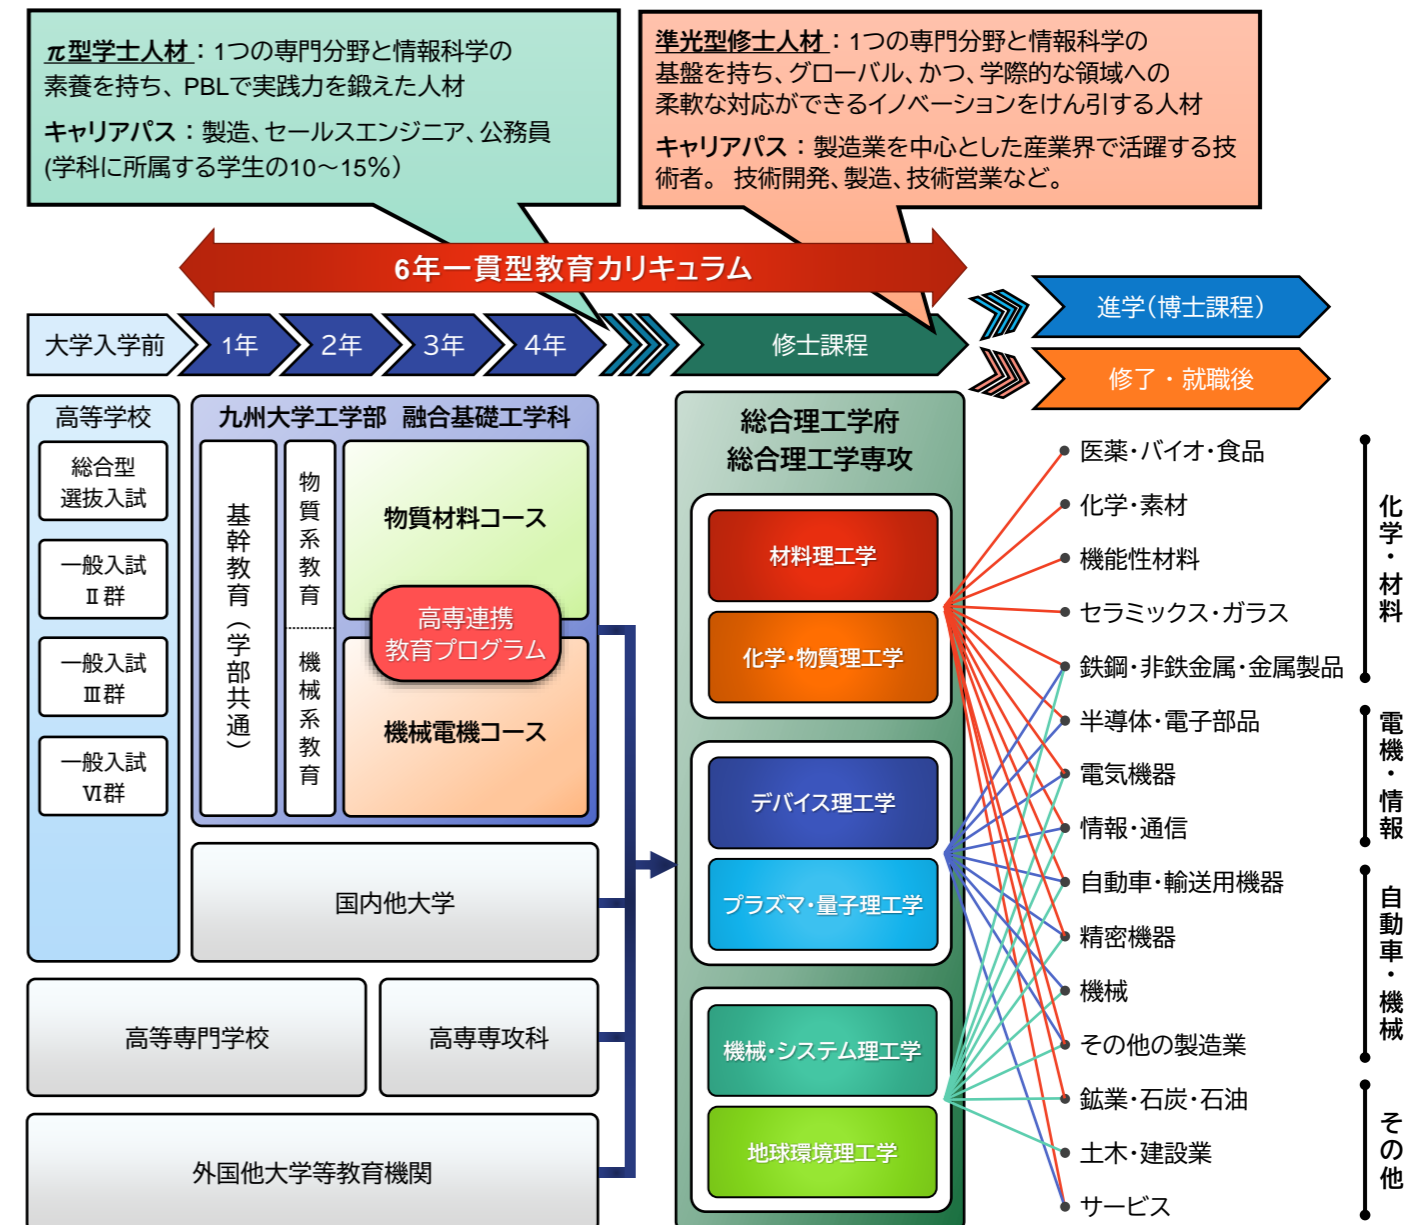 π型学士人材：1つの専門分野と情報科学の
素養を持ち、PBLで実践力を鍛えた人材
キャリアパス：製造、セールスエンジニア、公務員
(学科に所属する学生の10～15%）
準光型修士人材：1つの専門分野と情報科学の
基盤を持ち、グローバル、かつ、学際的な領域への
柔軟な対応ができるイノベーションをけん引する人材
キャリアパス：製造業を中心とした産業界で活躍する技
術者。 技術開発、製造、技術営業など。
6年一貫型教育カリキュラム
大学入学前
1年
2年
3年
4年
修士課程
進学（博士課程）
修了・就職後
高等学校
総合型
選抜入試
一般入試
Ⅱ群
一般入試
Ⅲ群
一般入試
Ⅵ群
九州大学工学部 融合基礎工学科
基幹教育（学部共通）
物質系教育
機械系教育
物質材料コース
高専連携
教育プログラム
機械電機コース
国内他大学
高等専門学校
高専専攻科
外国他大学等教育機関
総合理工学府
総合理工学専攻
材料理工学
化学・物質理工学
デバイス理工学
プラズマ・量子理工学
機械・システム理工学
地球環境理工学
医薬・バイオ・食品
化学・素材
機能性材料
セラミックス・ガラス
鉄鋼・非鉄金属・金属製品
半導体・電子部品
電気機器
情報・通信
自動車・輸送用機器
精密機器
機械
その他の製造業
鉱業・石炭・石油
土木・建設業
サービス
化学・材料
電機・情報
自動車・機械
その他